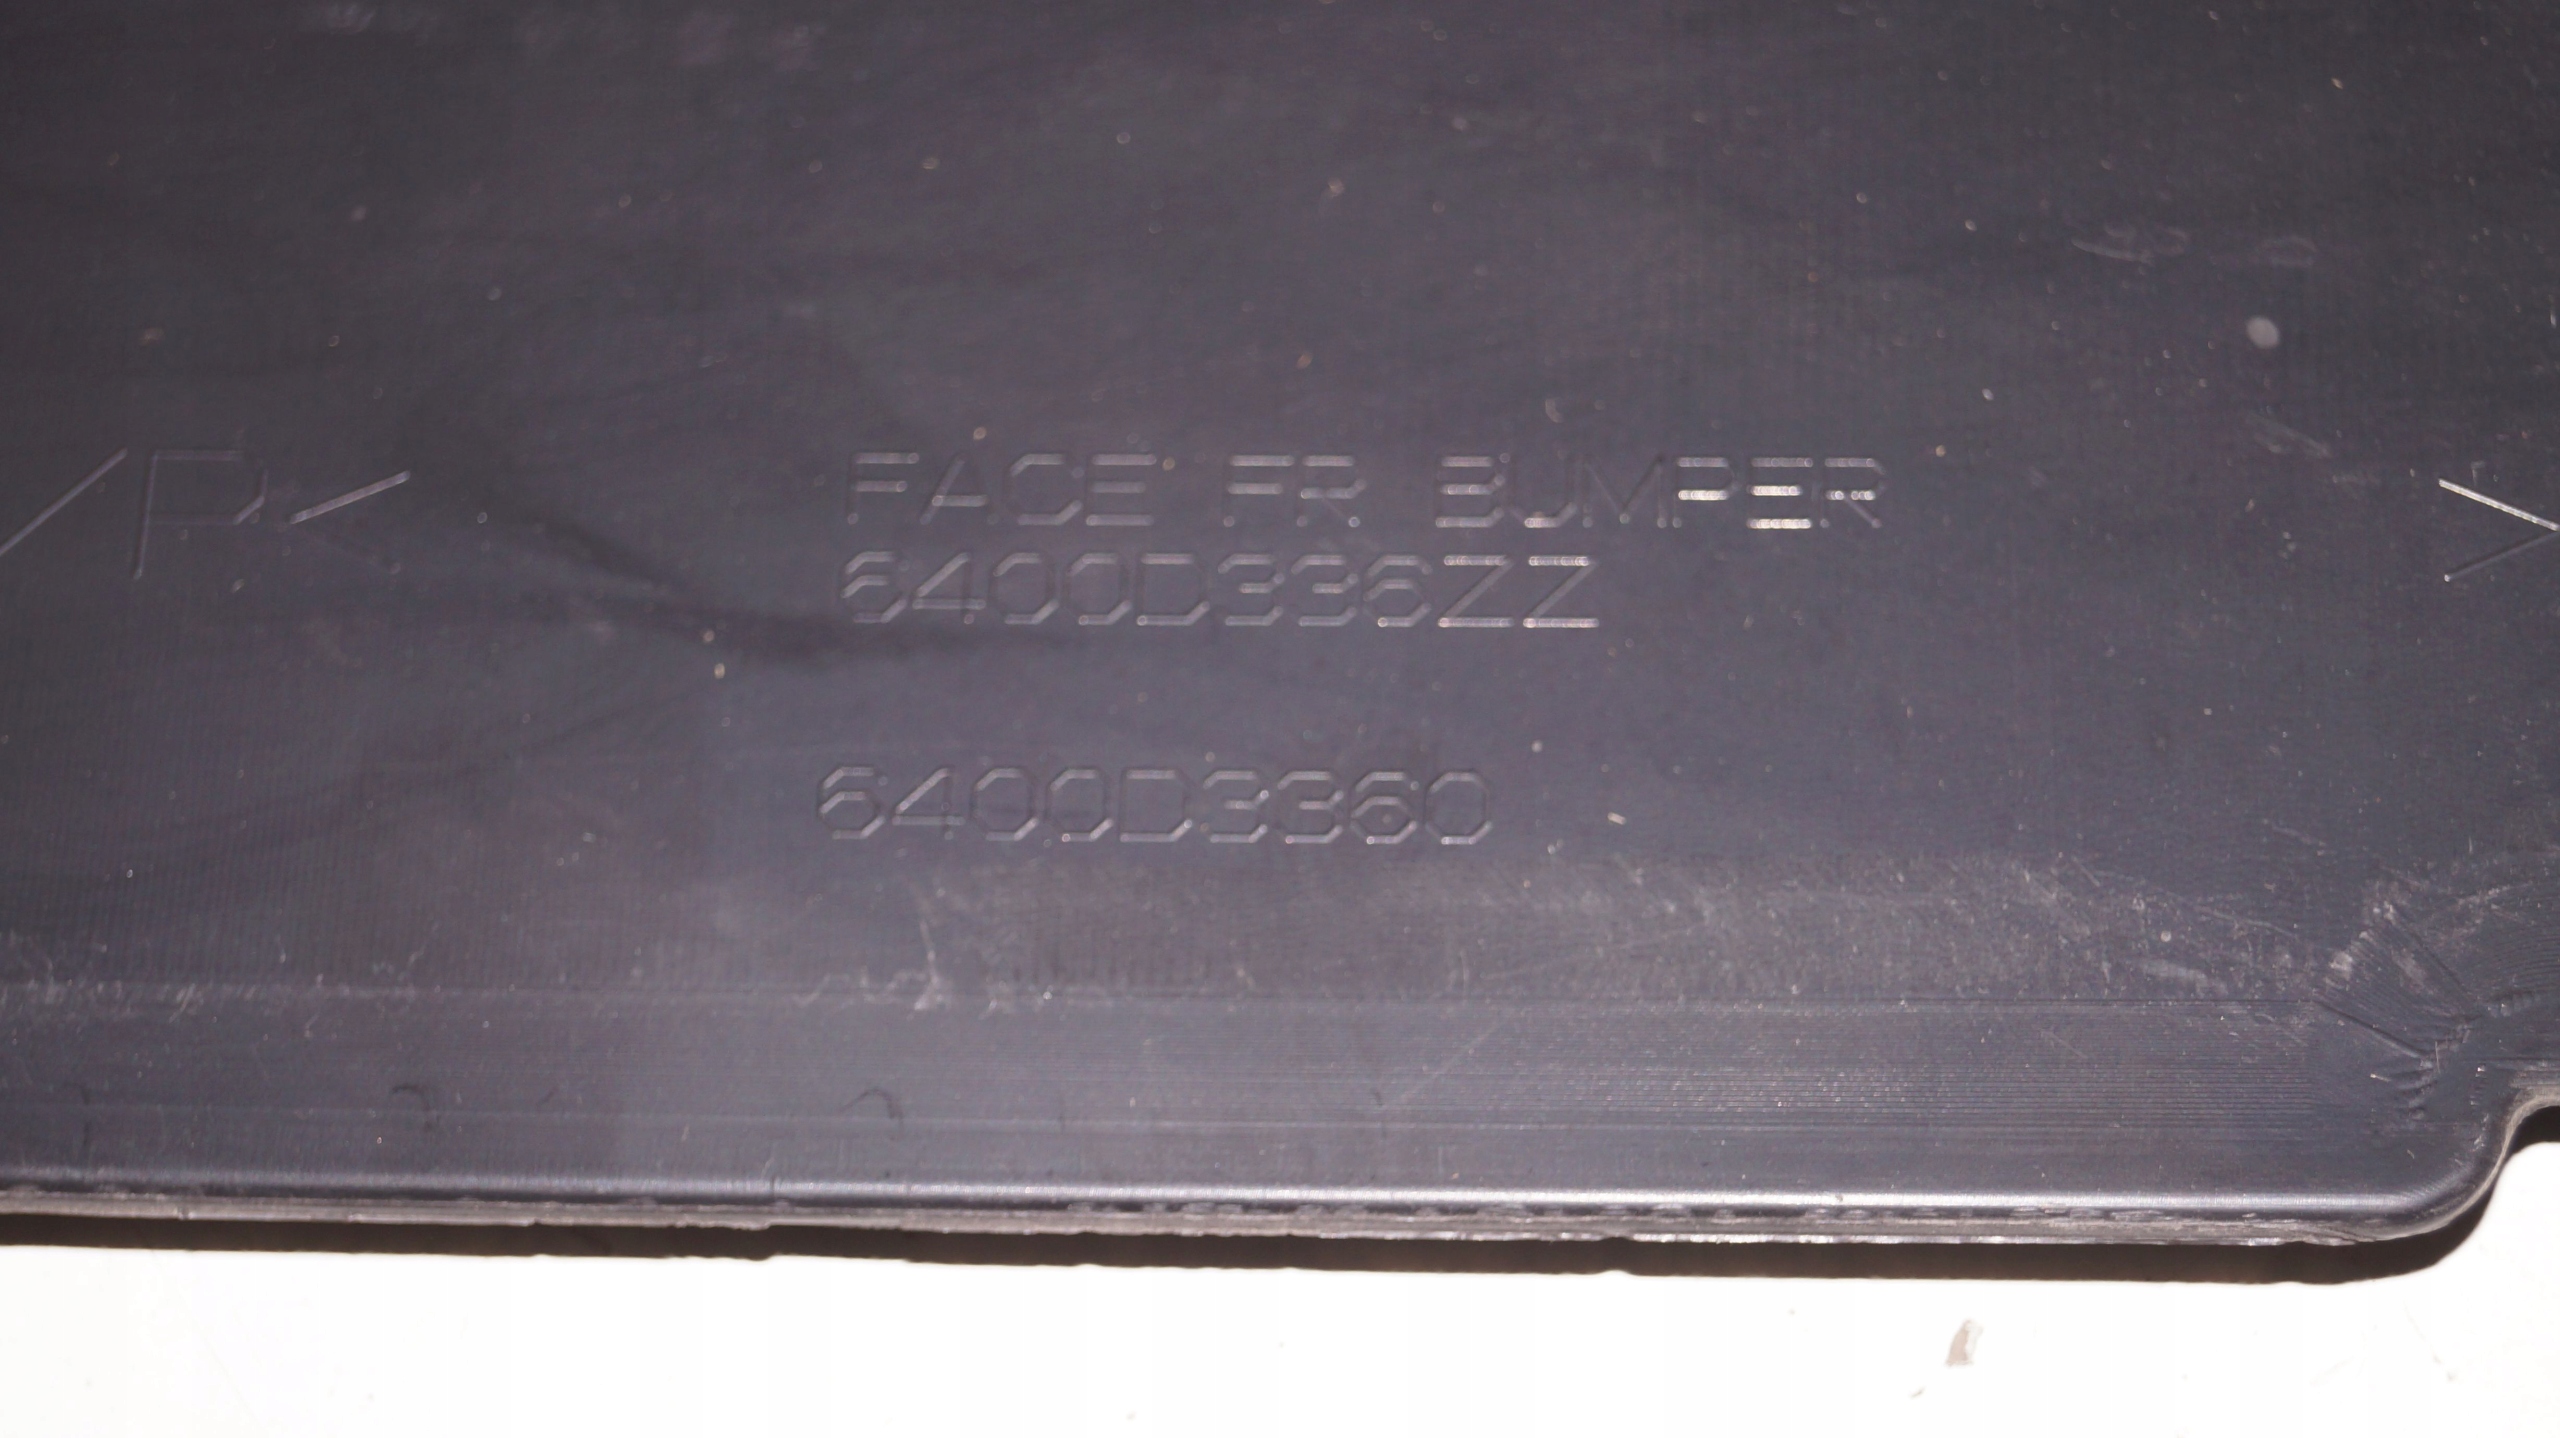 /P<
FACE FR BUMPER
>
6400D336ZZ
6400D3360